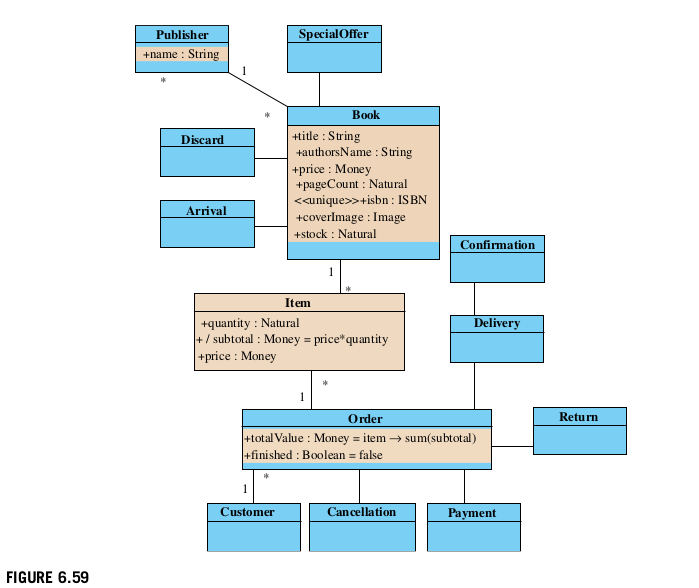 Publisher
+name : String
*
1
*
SpecialOffer
Book
+title : String
+authorsName : String
+price : Money
+pageCount : Natural
<<unique>>+isbn : ISBN
+coverImage : Image
+stock : Natural
Discard
Arrival
1
*
Confirmation
Item
+quantity : Natural
+ / subtotal : Money = price*quantity
+price : Money
Delivery
*
1
Order
+totalValue : Money = item → sum(subtotal)
+finished : Boolean = false
Return
*
1
Customer
Cancellation
Payment
FIGURE 6.59